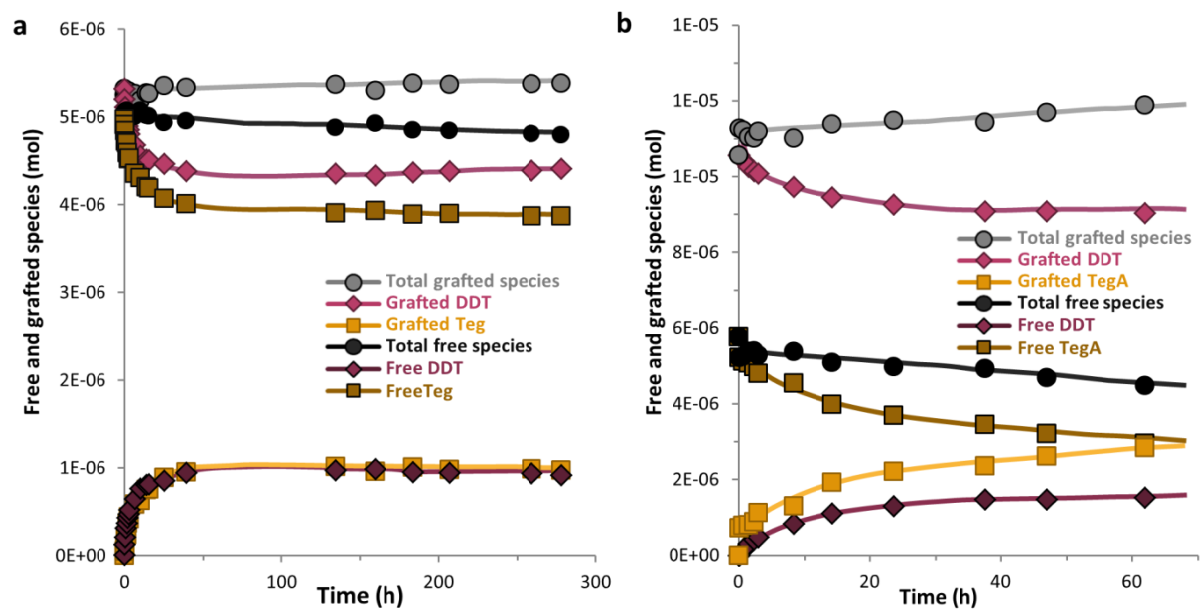 a
Free and grafted species (mol)
6E-06
5E-06
4E-06
3E-06
2E-06
1E-06
0E+00
0
100
200
300
Time (h)
Total grafted species
Grafted DDT
Grafted Teg
Total free species
Free DDT
FreeTeg
b
Free and grafted species (mol)
1E-05
1E-05
1E-05
8E-06
6E-06
4E-06
2E-06
0E+00
0
20
40
60
Time (h)
Total grafted species
Grafted DDT
Grafted TegA
Total free species
Free DDT
Free TegA